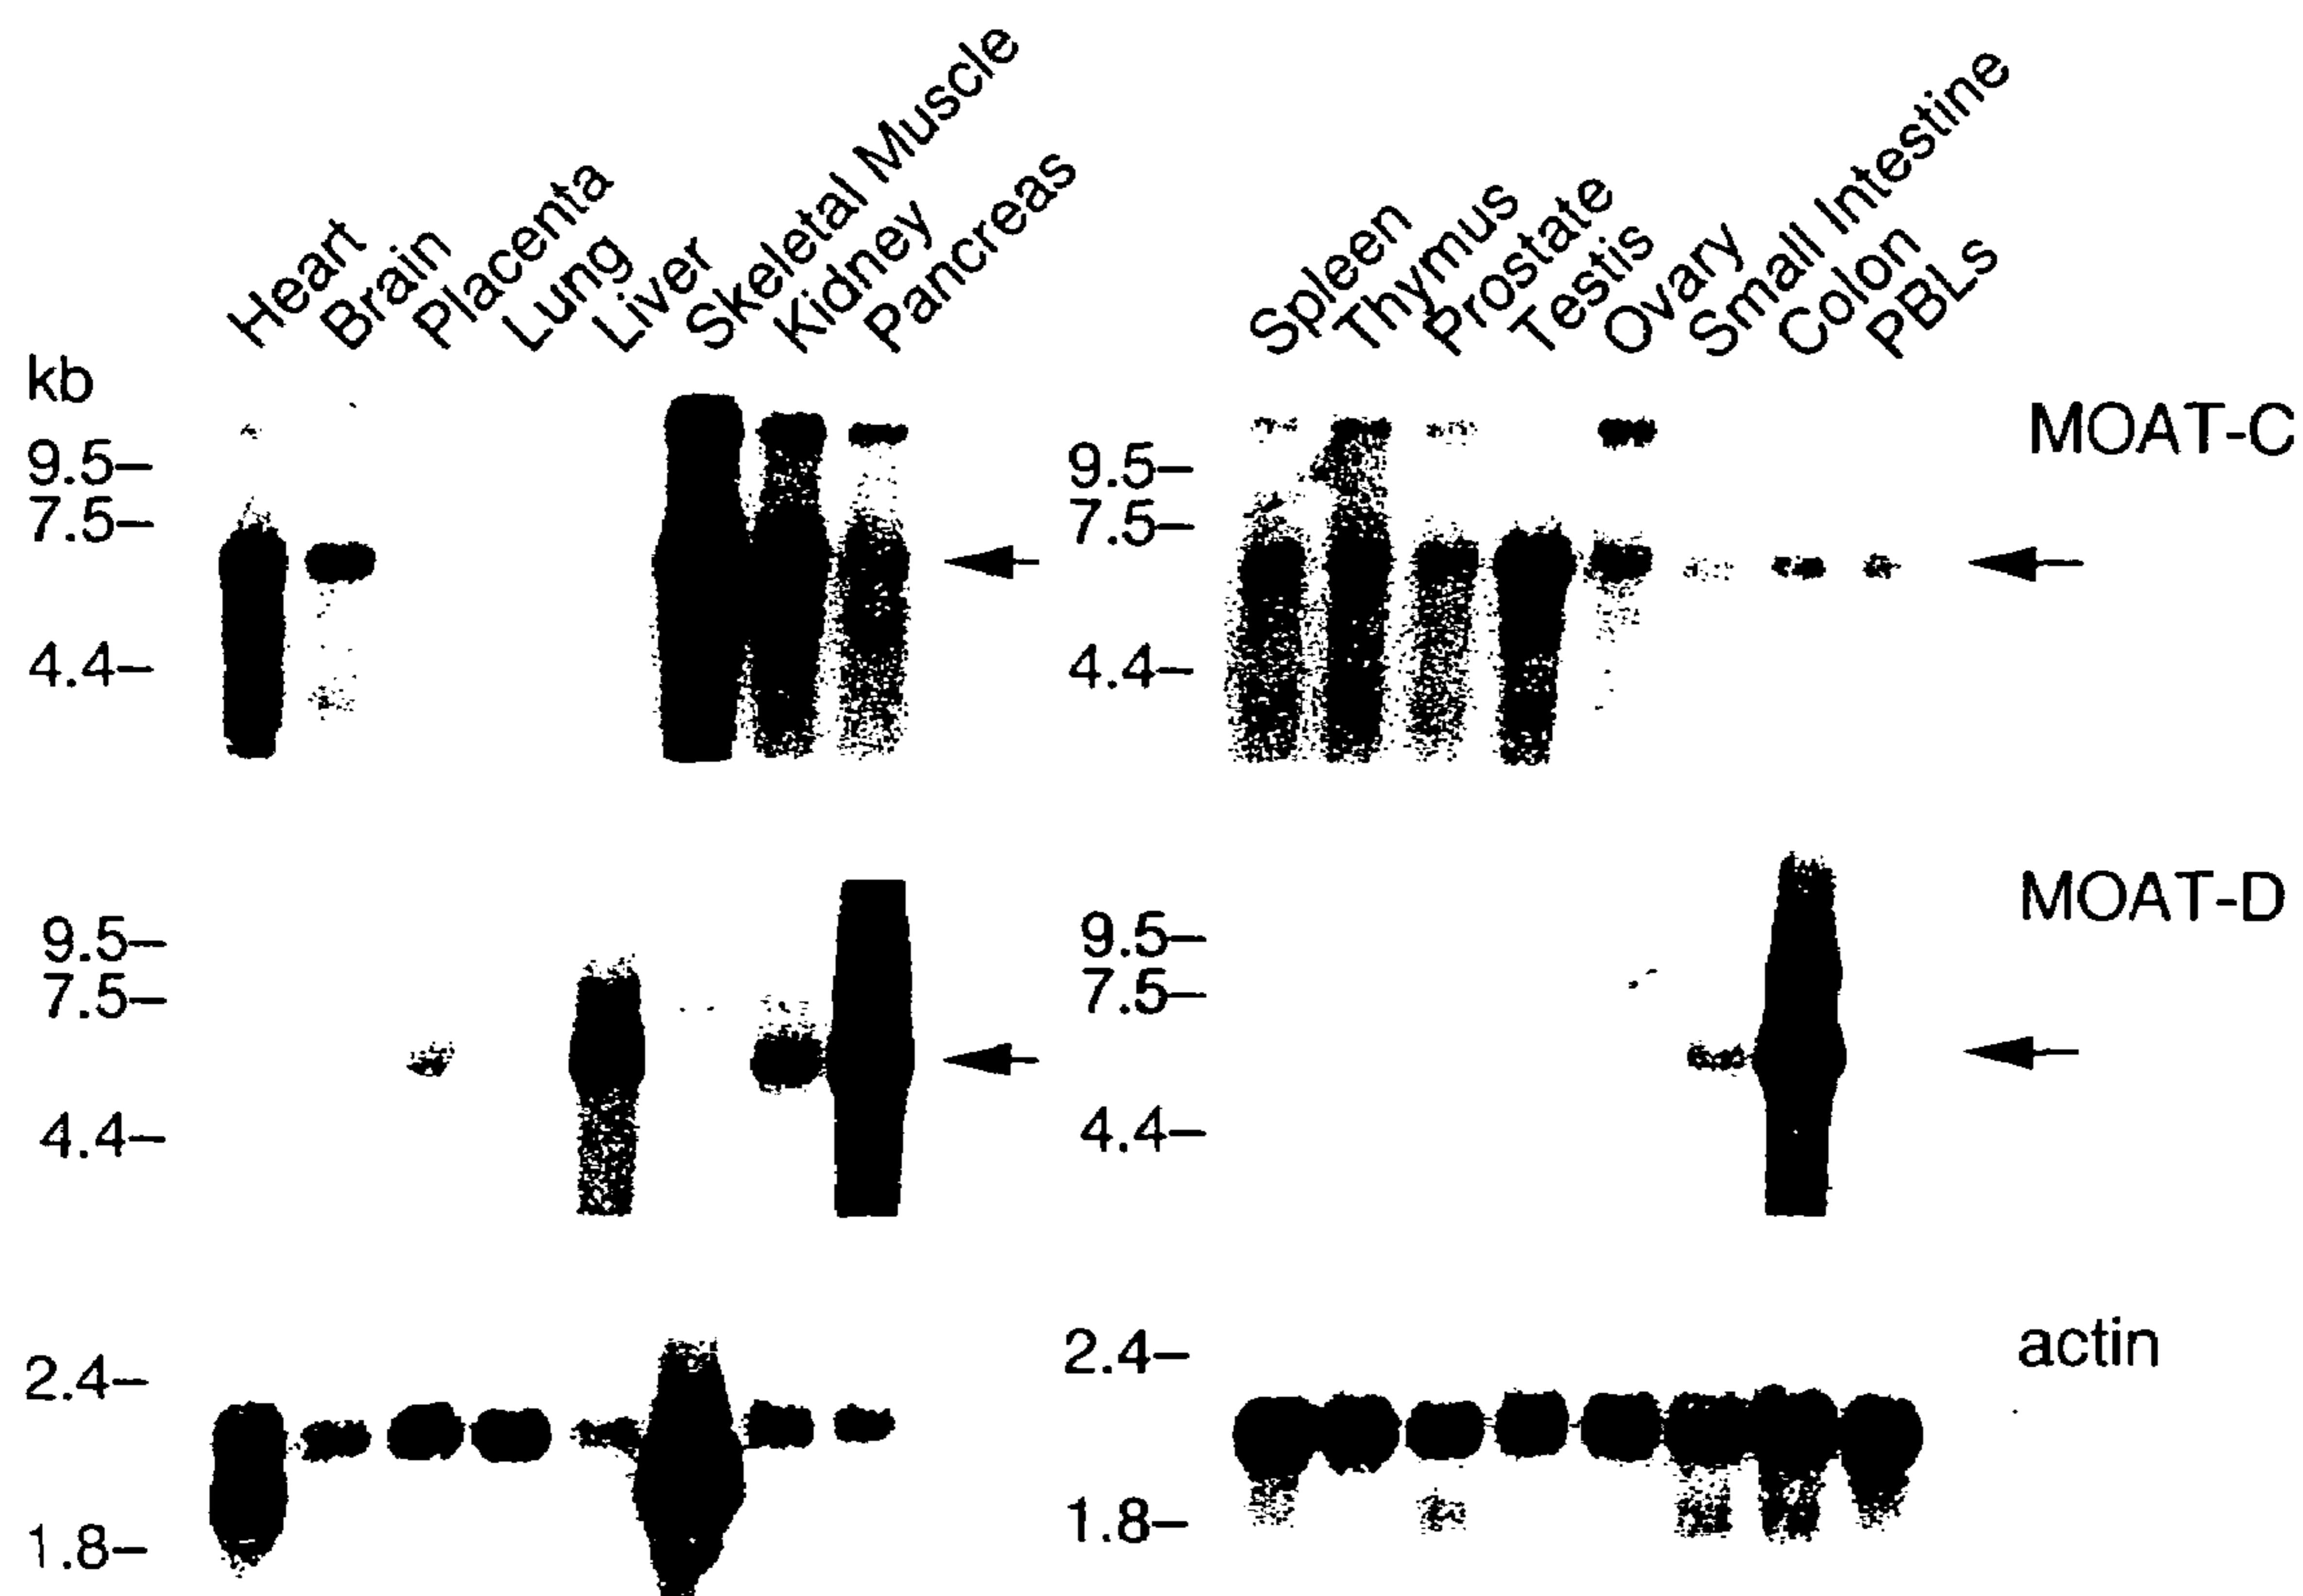 Heart
Brain
Placenta
Lung
Liver
Skeletal Muscle
Kidney
Pancreas
Spleen
Thymus
Prostate
Testis
Ovary
Small Intestine
Colon
PBLs
kb
9.5–
7.5–
4.4–
9.5–
7.5–
4.4–
MOAT-C
9.5–
7.5–
4.4–
9.5–
7.5–
4.4–
MOAT-D
2.4–
1.8–
2.4–
1.8–
actin